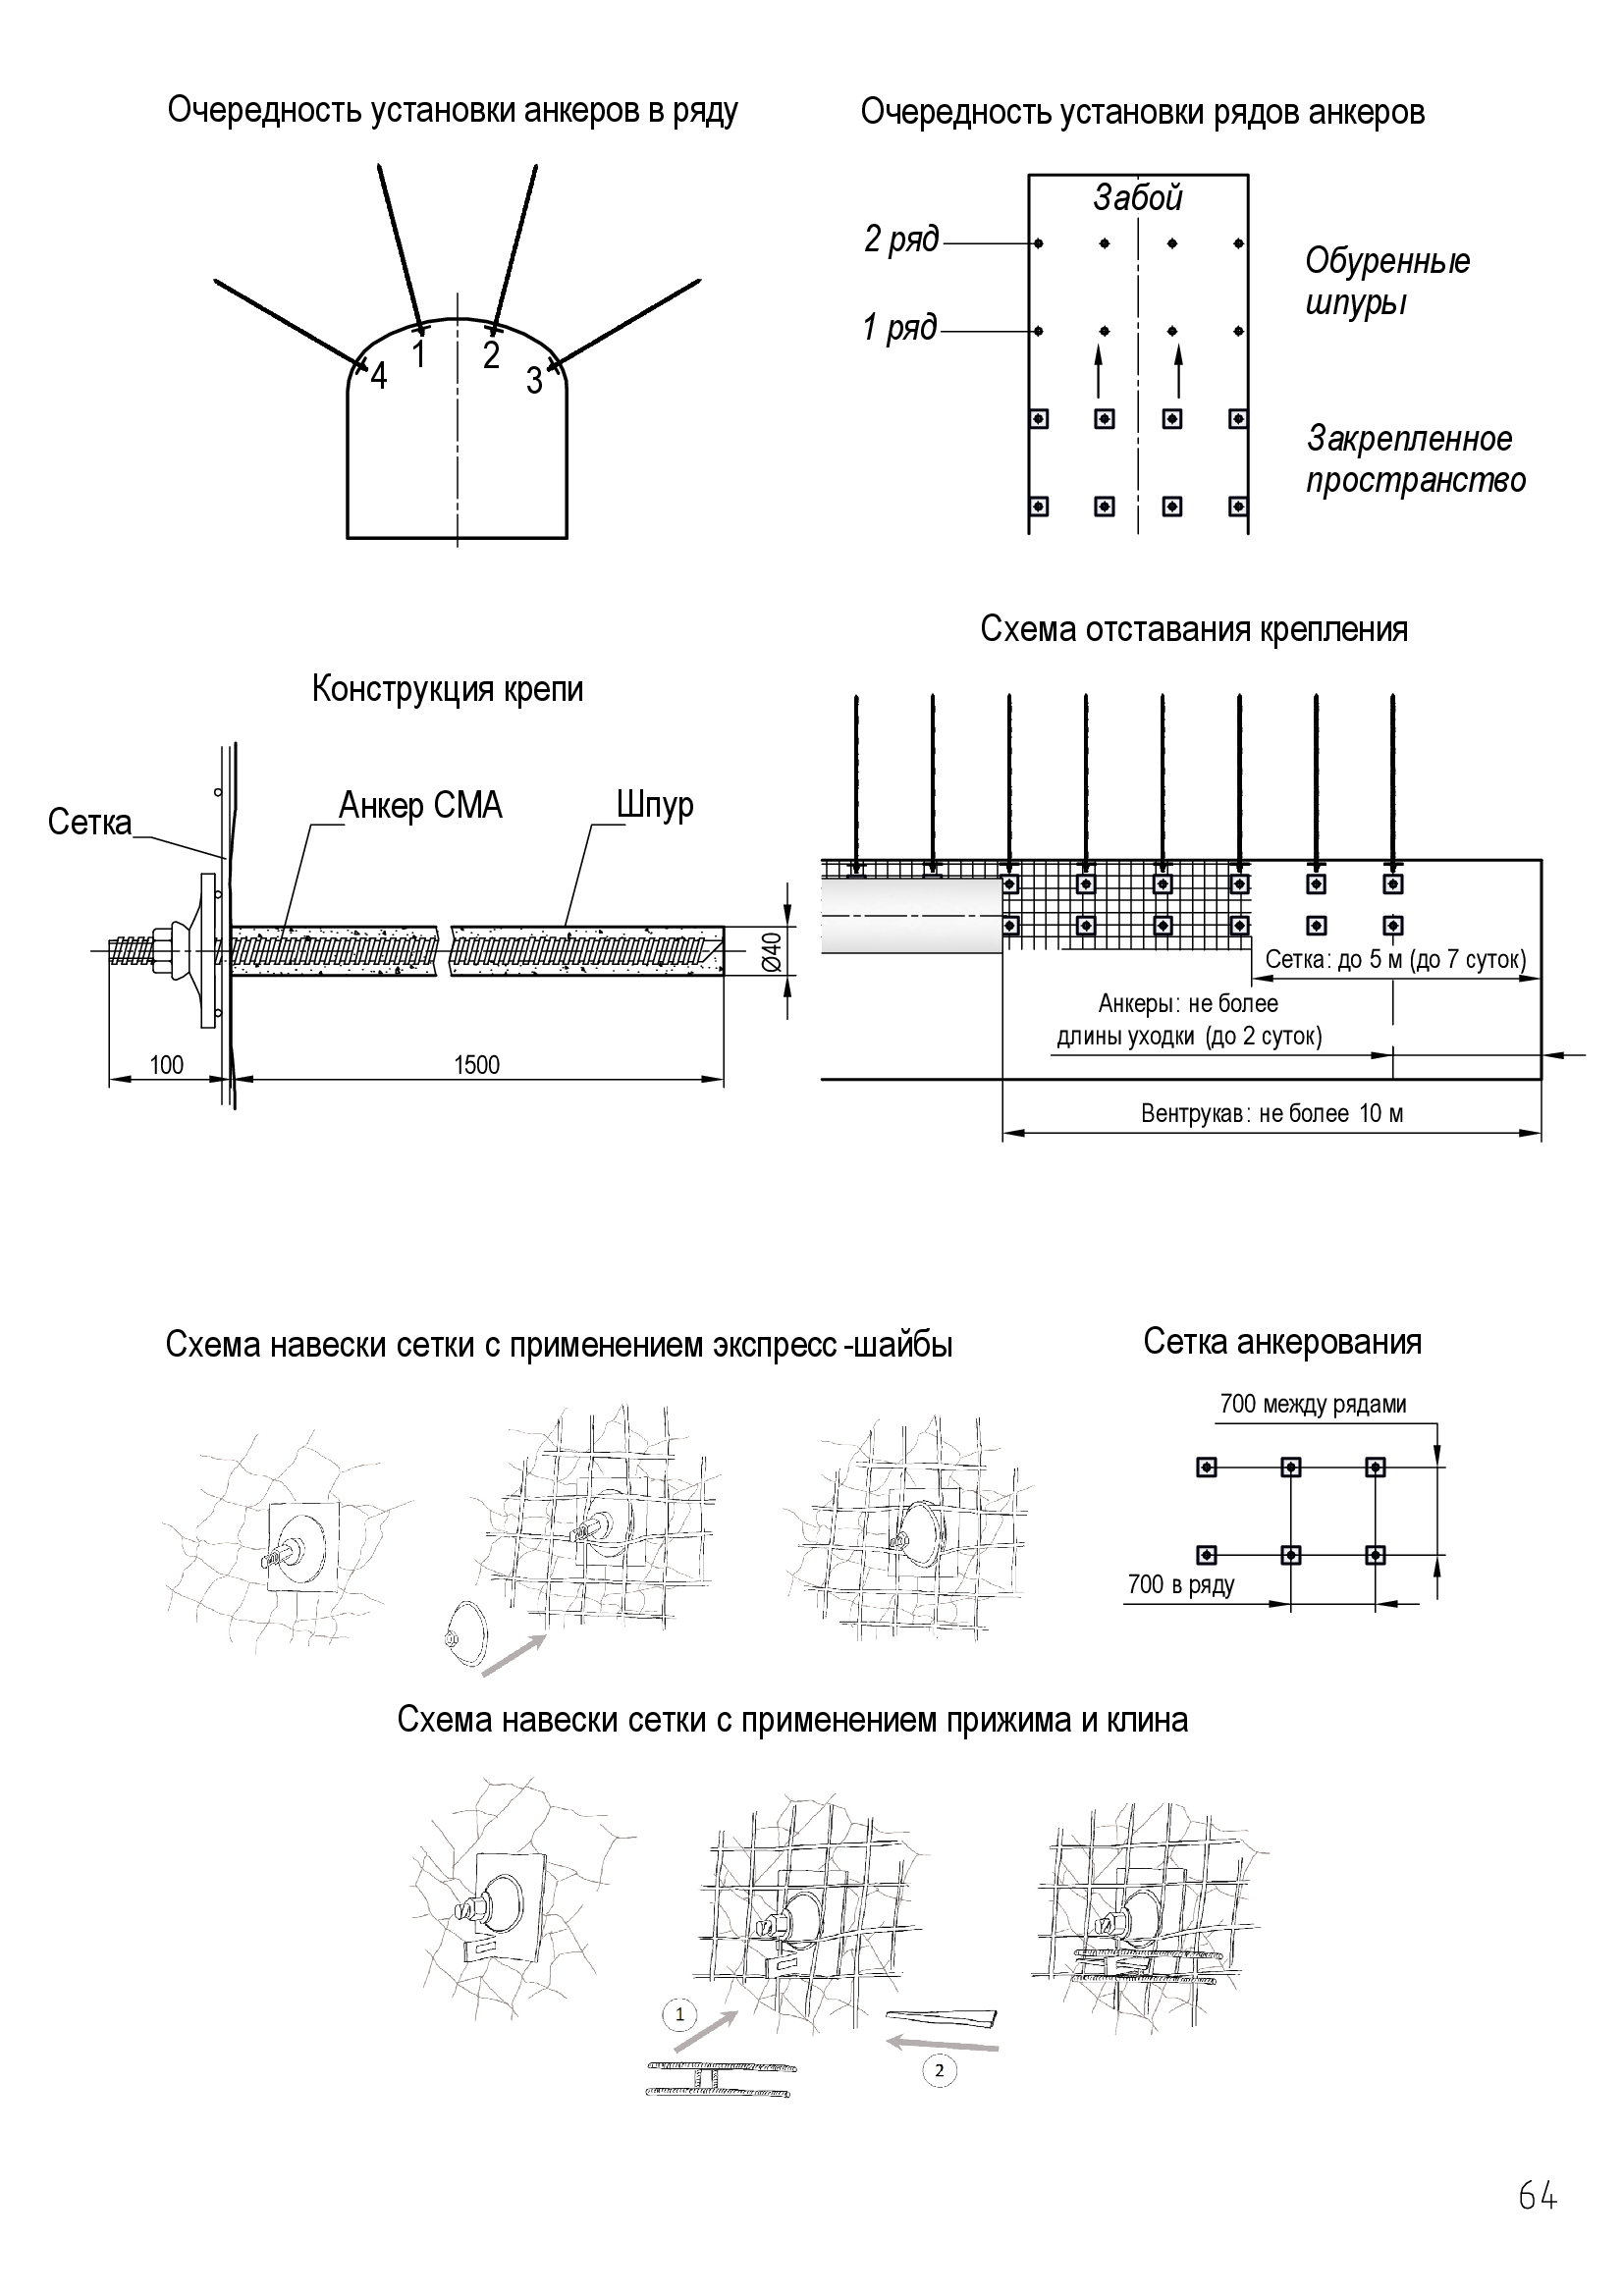 Очередность установки анкеров в ряду
4
1
2
3
Очередность установки рядов анкеров
Забой
2 ряд
1 ряд
Обуренные
шпуры
Закрепленное
пространство
Конструкция крепи
Сетка
Анкер СМА
Шпур
Ø40
100
1500
Схема отставания крепления
Сетка: до 5 м (до 7 суток)
Анкеры: не более
длины уходки (до 2 суток)
Вентрукав: не более 10 м
Схема навески сетки с применением экспресс-шайбы
Сетка анкерования
700 между рядами
700 в ряду
Схема навески сетки с применением прижима и клина
1
2
64